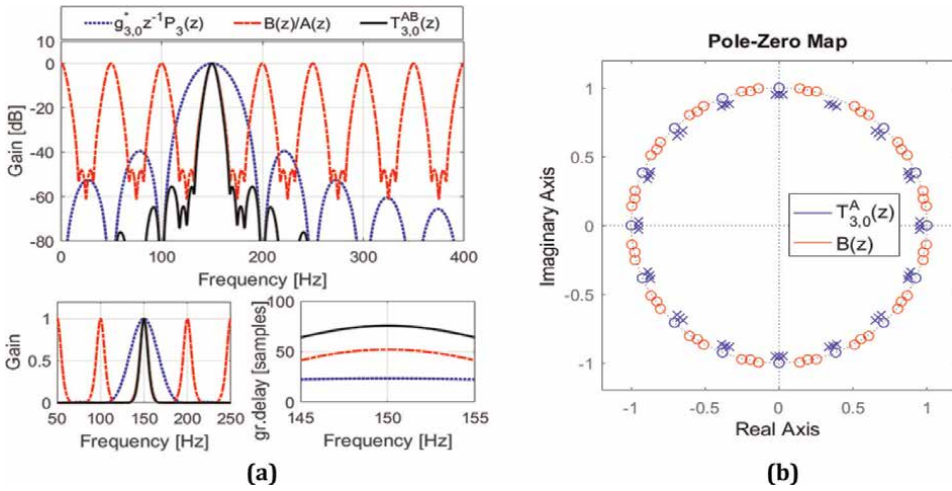 g*3,0z-1P3(z) B(z)/A(z) TAB3,0(z)
Gain [dB]
10
0
-20
-40
-60
-80
0 100 200 300 400
Frequency [Hz]
Gain
1
0.5
0
50 100 150 200 250
Frequency [Hz]
gr.delay [samples]
100
50
0
145 150 155
Frequency [Hz]
(a)
Pole-Zero Map
Imaginary Axis
1
0.5
0
-0.5
-1
TA3,0(z)
B(z)
-1 -0.5 0 0.5 1
Real Axis
(b)